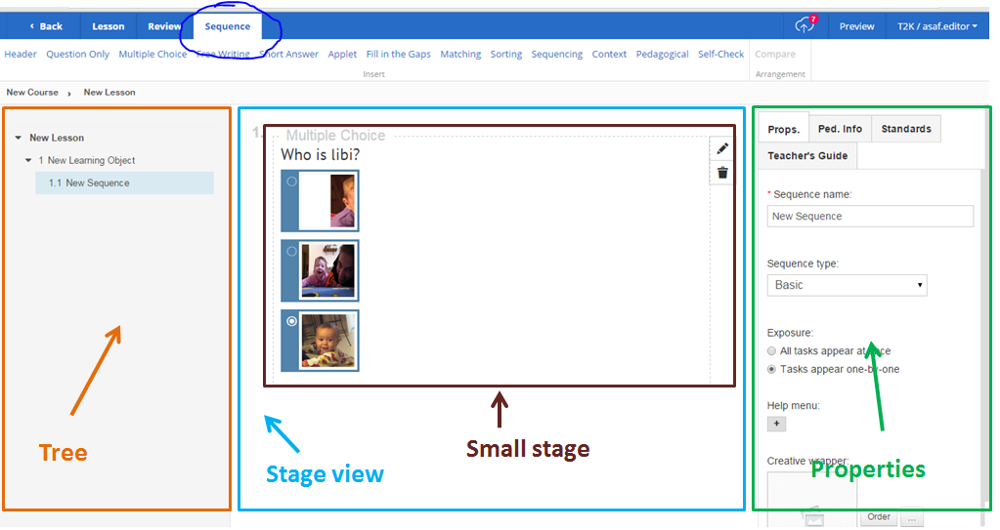 ‹ Back Lesson Review Sequence 7 Preview T2K / asaf.editor
Header Question Only Multiple Choice Free Writing Short Answer Applet Fill in the Gaps Matching Sorting Sequencing Context Pedagogical Self-Check Compare
Insert Arrangement
New Course › New Lesson
New Lesson
1 New Learning Object
1.1 New Sequence
Tree
1. Multiple Choice
Who is libi?
Small stage
Stage view
Props. Ped. Info Standards
Teacher's Guide
* Sequence name:
New Sequence
Sequence type:
Basic
Exposure:
All tasks appear at once
Tasks appear one-by-one
Help menu:
+
Creative wrapper:
Properties
Order ...